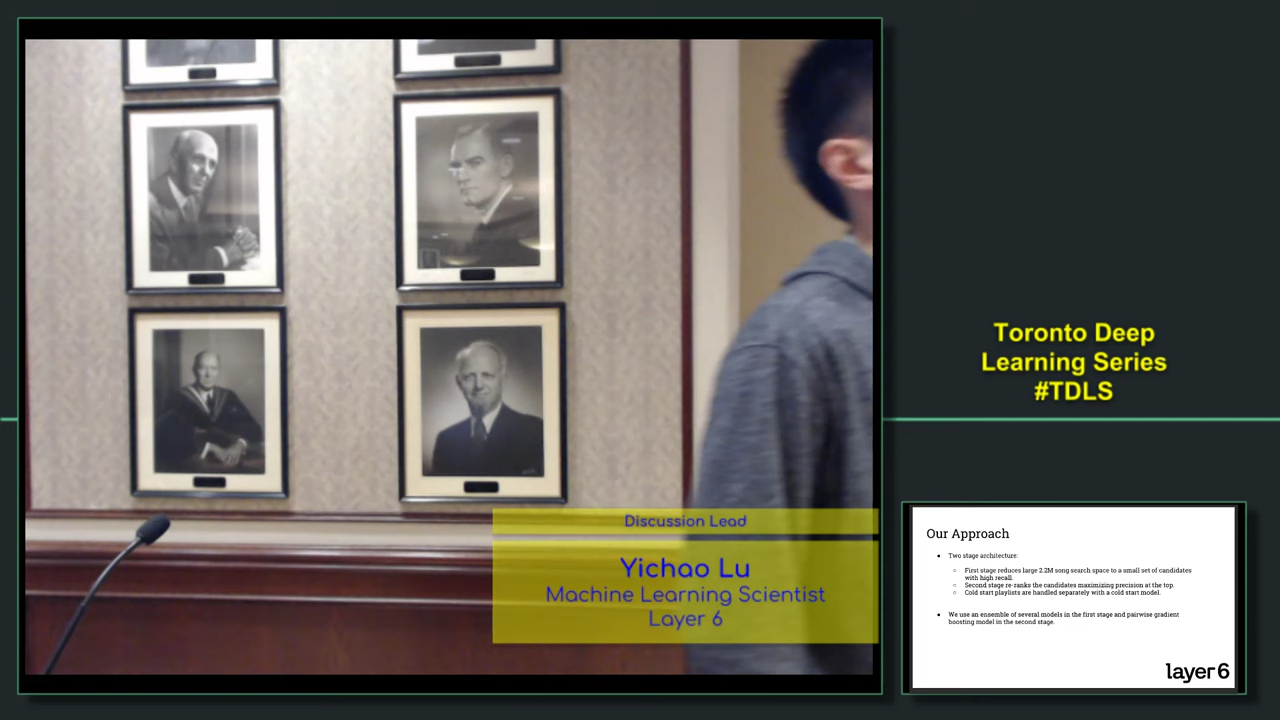 Discussion Lead
Yichao Lu
Machine Learning Scientist
Layer 6
Toronto Deep
Learning Series
#TDLS
Our Approach
● Two stage architecture:
○ First stage reduces large 2.2M song search space to a small set of candidates
with high recall.
○ Second stage re-ranks the candidates maximizing precision at the top.
○ Cold start playlists are handled separately with a cold start model.
● We use an ensemble of several models in the first stage and pairwise gradient
boosting model in the second stage.
layer6